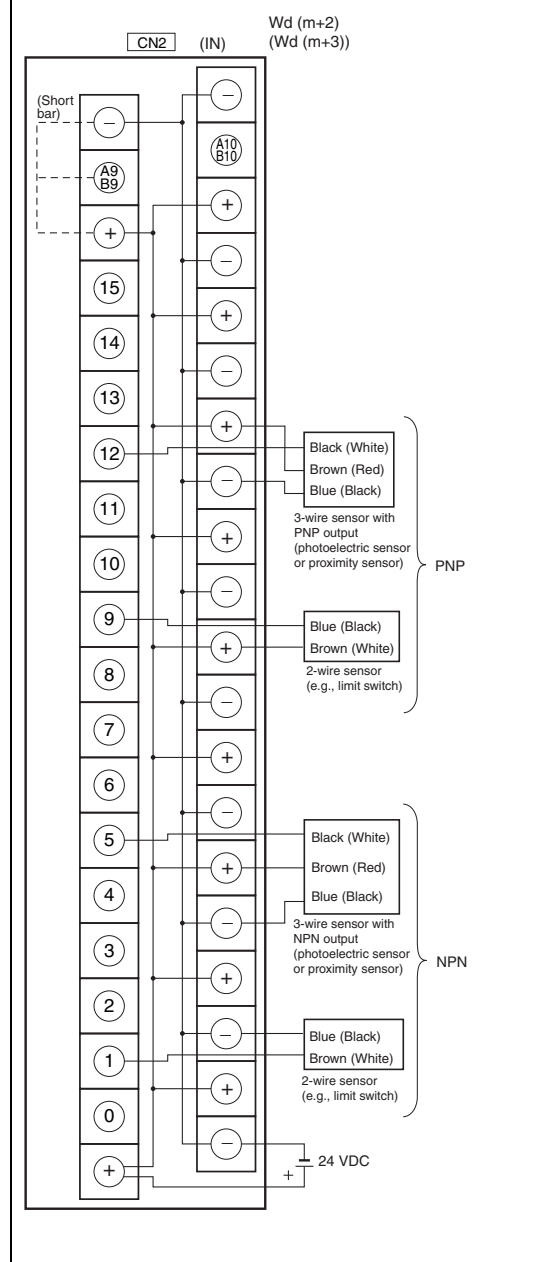 Wd (m+2)
CN2 (IN) (Wd (m+3))
(Short
bar)
−
−
A10
B10
A9
B9
+
+
−
15
+
14
−
13
+
12
Black (White)
Brown (Red)
Blue (Black)
−
11
3-wire sensor with
PNP output
(photoelectric sensor
or proximity sensor)
PNP
+
10
−
9
Blue (Black)
Brown (White)
+
2-wire sensor
(e.g., limit switch)
8
−
7
+
6
−
5
Black (White)
Brown (Red)
Blue (Black)
+
4
−
3-wire sensor with
NPN output
(photoelectric sensor
or proximity sensor)
NPN
3
+
2
−
Blue (Black)
Brown (White)
1
2-wire sensor
(e.g., limit switch)
+
0
−
24 VDC
+
+